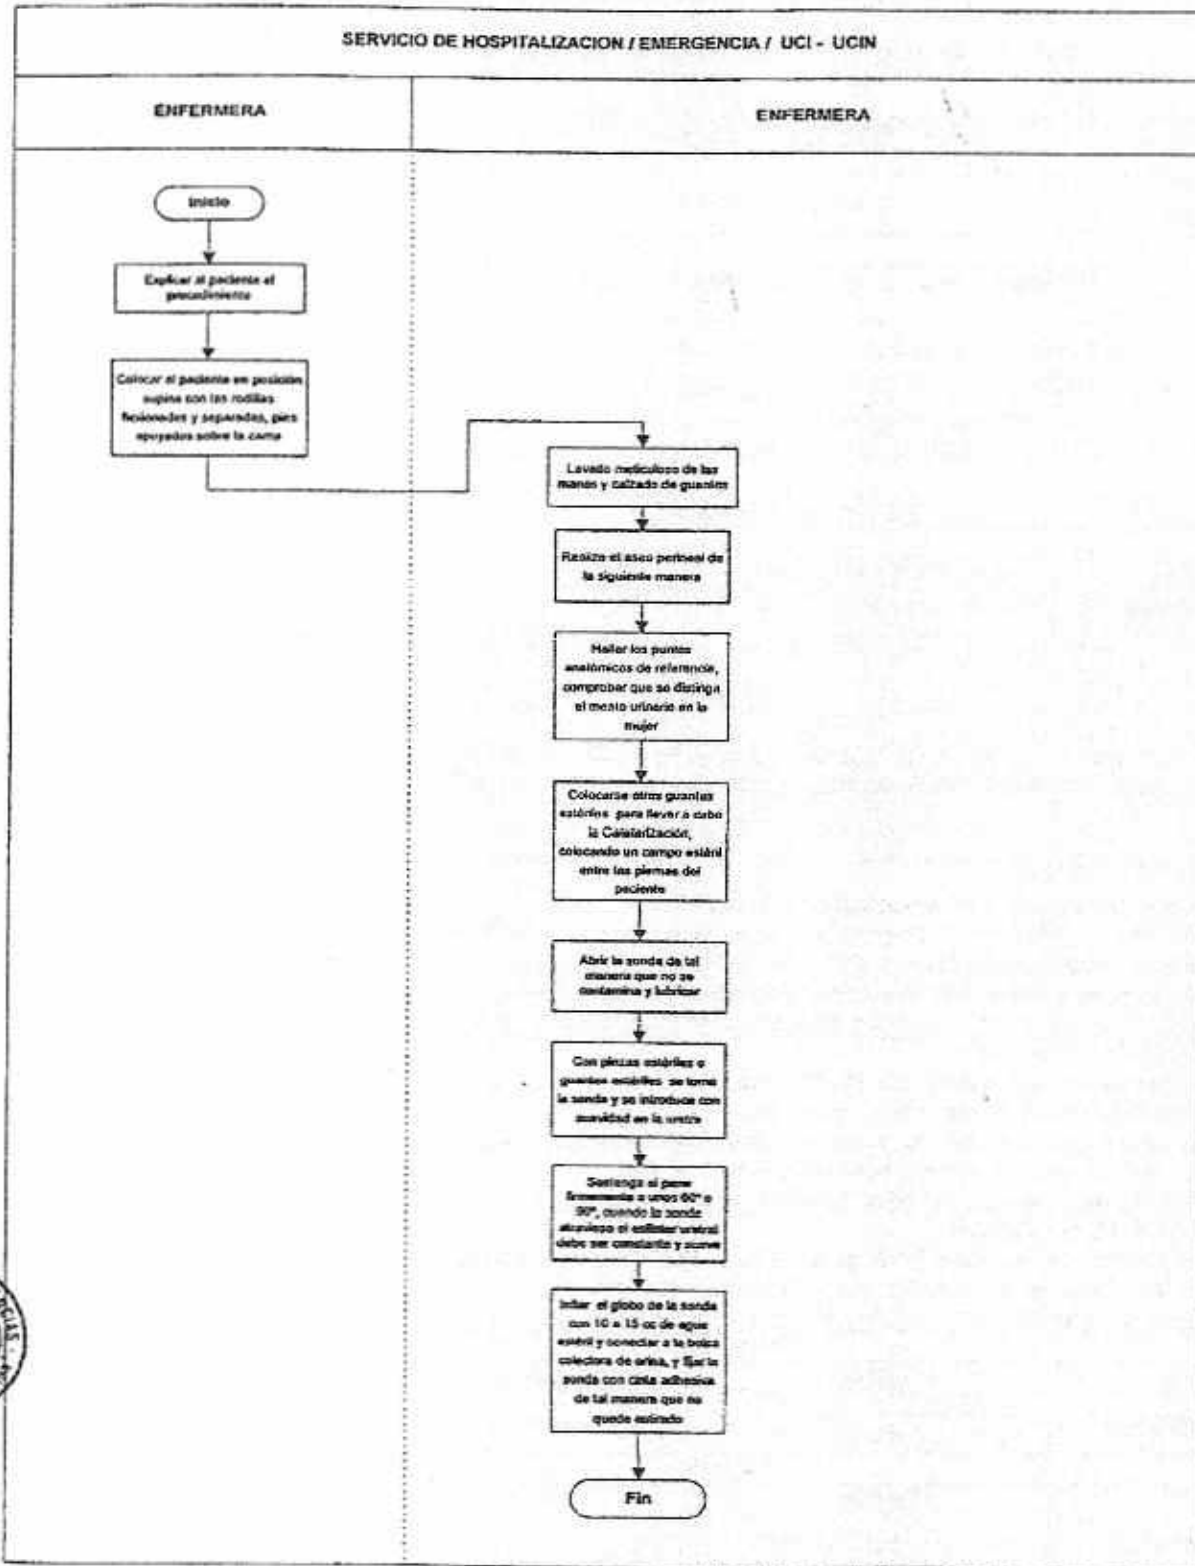 SERVICIO DE HOSPITALIZACION / EMERGENCIA / UCI - UCIN
ENFERMERA
ENFERMERA
Inicio
Explicar al paciente el
procedimiento
Colocar al paciente en posición
supina con las rodillas
flexionadas y separadas, pies
apoyados sobre la cama
Lavado meticuloso de las
manos y calzado de guantes
Realiza el aseo perineal de
la siguiente manera
Hallar los puntos
anatómicos de referencia,
comprobar que se distinga
el meato urinario en la
mujer
Colocarse otros guantes
estériles para llevar a cabo
la Cateterización,
colocando un campo estéril
entre las piernas del
paciente
Abrir la sonda de tal
manera que no se
contamina y lubricar
Con pinzas estériles o
guantes estériles se toma
la sonda y se introduce con
suavidad en la uretra
Sostenga el pene
firmemente a unos 60° o
90°, cuando la sonda
atraviesa el esfínter uretral
debe ser constante y suave
Inflar el globo de la sonda
con 10 a 15 cc de agua
estéril y conectar a la bolsa
colectora de orina, y fijar la
sonda con cinta adhesiva
de tal manera que no
quede estirado
Fin